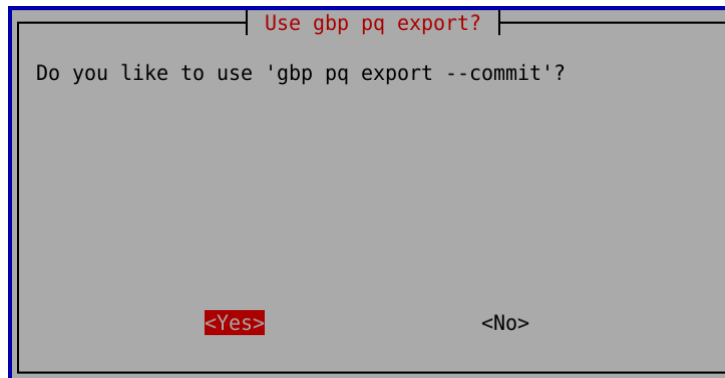 Use gbp pq export?
Do you like to use 'gbp pq export --commit'?
<Yes> <No>